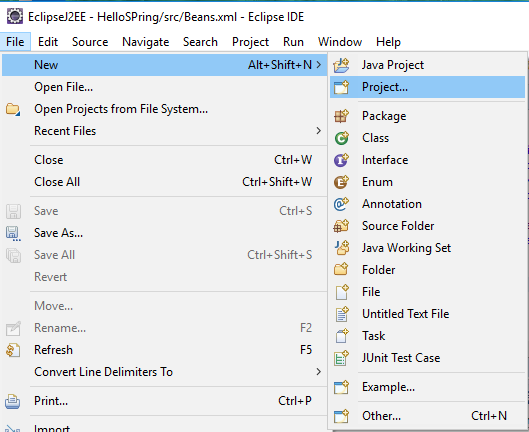 EclipseJ2EE - HelloSPring/src/Beans.xml - Eclipse IDE
File Edit Source Navigate Search Project Run Window Help
New Alt+Shift+N
Open File...
Open Projects from File System...
Recent Files
Close Ctrl+W
Close All Ctrl+Shift+W
Save Ctrl+S
Save As...
Save All Ctrl+Shift+S
Revert
Move...
Rename... F2
Refresh F5
Convert Line Delimiters To
Print... Ctrl+P
Import...
Java Project
Project...
Package
Class
Interface
Enum
Annotation
Source Folder
Java Working Set
Folder
File
Untitled Text File
Task
JUnit Test Case
Example...
Other... Ctrl+N